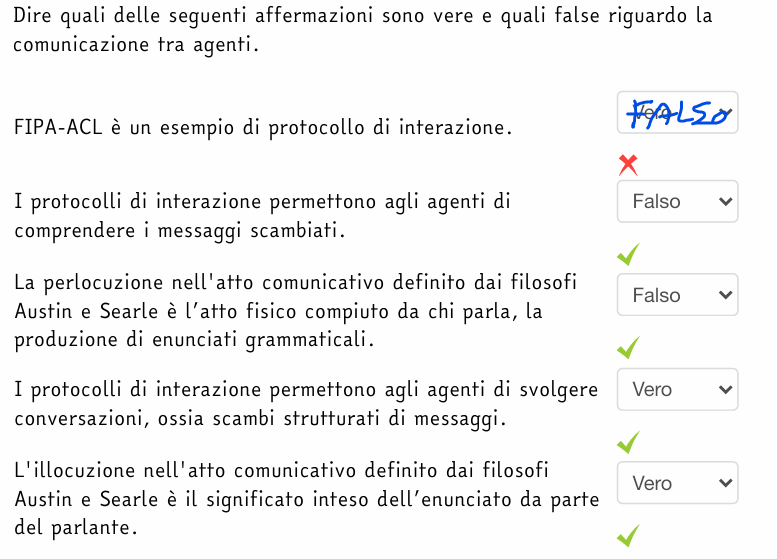 Dire quali delle seguenti affermazioni sono vere e quali false riguardo la
comunicazione tra agenti.
FIPA-ACL è un esempio di protocollo di interazione.
Vero
FALSO
I protocolli di interazione permettono agli agenti di
comprendere i messaggi scambiati.
Falso
La perlocuzione nell'atto comunicativo definito dai filosofi
Austin e Searle è l’atto fisico compiuto da chi parla, la
produzione di enunciati grammaticali.
Falso
I protocolli di interazione permettono agli agenti di svolgere
conversazioni, ossia scambi strutturati di messaggi.
Vero
L'illocuzione nell'atto comunicativo definito dai filosofi
Austin e Searle è il significato inteso dell’enunciato da parte
del parlante.
Vero